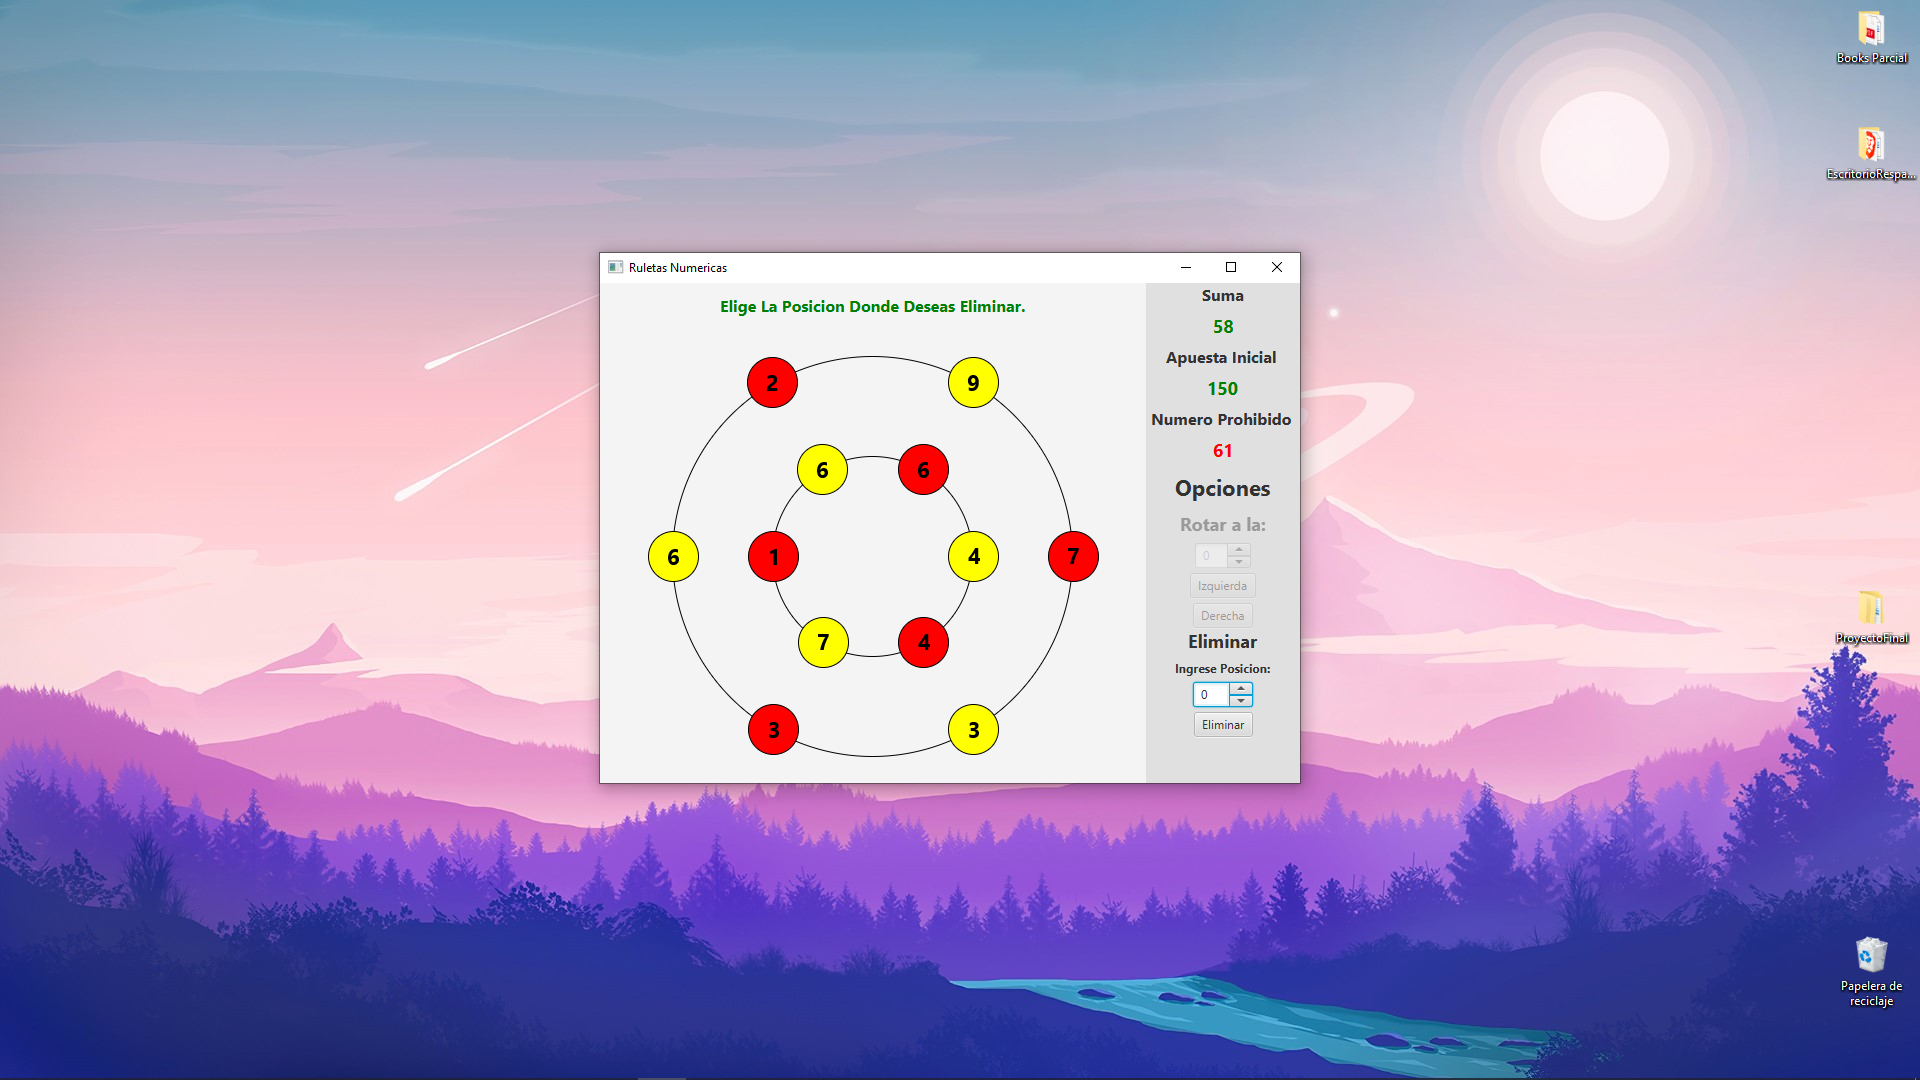 Books Parcial
EscritorioRespa...
Ruletas Numericas
Elige La Posicion Donde Deseas Eliminar.
2
9
6
6
6
1
4
7
7
4
3
3
Suma
58
Apuesta Inicial
150
Numero Prohibido
61
Opciones
Rotar a la:
0
Izquierda
Derecha
Eliminar
Ingrese Posicion:
0
Eliminar
ProyectoFinal
Papelera de
reciclaje